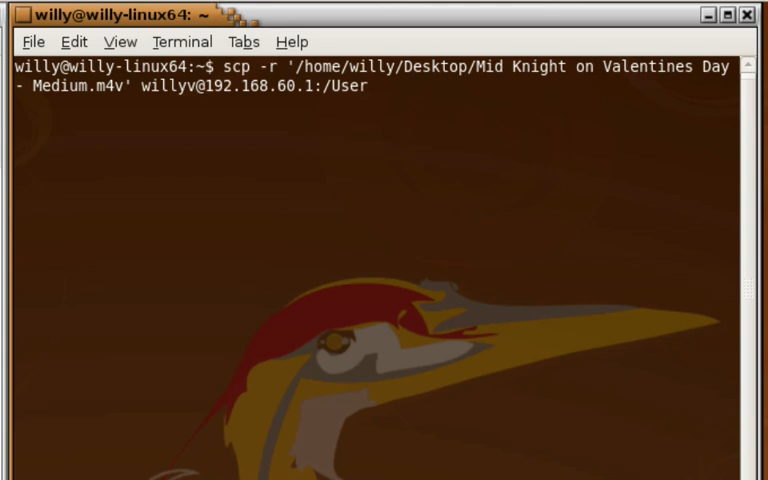 willy@willy-linux64: ~
File Edit View Terminal Tabs Help
willy@willy-linux64:~$ scp -r '/home/willy/Desktop/Mid Knight on Valentines Day
- Medium.m4v' willyv@192.168.60.1:/User